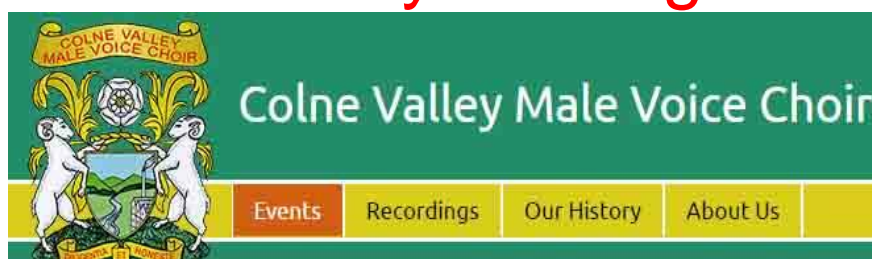 COLNE VALLEY
MALE VOICE CHOIR
Colne Valley Male Voice Choir
Events Recordings Our History About Us